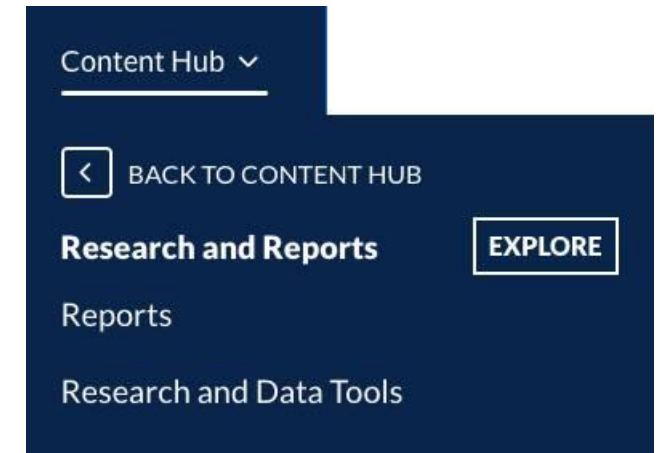 Content Hub
BACK TO CONTENT HUB
Research and Reports
EXPLORE
Reports
Research and Data Tools